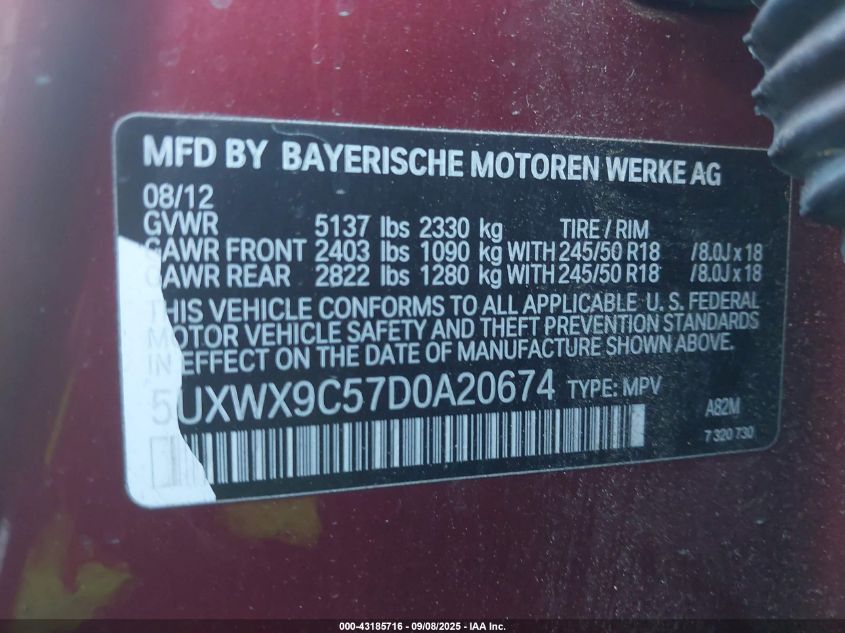 MFD BY BAYERISCHE MOTOREN WERKE AG
08/12
GVWR 5137 lbs 2330 kg TIRE / RIM
GAWR FRONT 2403 lbs 1090 kg WITH 245/50 R18 /8.0J x 18
GAWR REAR 2822 lbs 1280 kg WITH 245/50 R18 /8.0J x 18
THIS VEHICLE CONFORMS TO ALL APPLICABLE U. S. FEDERAL
MOTOR VEHICLE SAFETY AND THEFT PREVENTION STANDARDS
IN EFFECT ON THE DATE OF MANUFACTURE SHOWN ABOVE.
5UXWX9C57D0A20674 TYPE: MPV
A82M
7 320 730
000-43185716 - 09/08/2025 - IAA Inc.